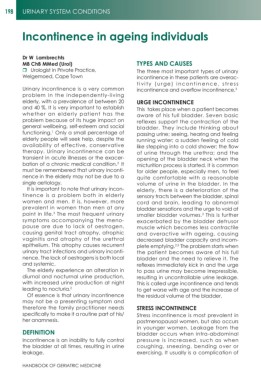 198 URINARY SYSTEM CONDITIONS
Incontinence in ageing individuals
Dr W Lambrechts
MB ChB MMed (Urol)
Urologist in Private Practice,
Welgemoed, Cape Town
Urinary incontinence is a very common
problem in the independently-living
elderly, with a prevalence of between 20
and 40 %. It is very important to establish
whether an elderly patient has this
problem because of its huge impact on
general wellbeing, self-esteem and social
functioning. Only a small percentage of
elderly people will seek help, despite the
availability of effective, conservative
therapy. Urinary incontinence can be
transient in acute illnesses or the exacer-
bation of a chronic medical condition. It
must be remembered that urinary inconti-
nence in the elderly may not be due to a
single aetiology.
It is important to note that urinary incon-
tinence is a problem both in elderly
women and men. It is, however, more
prevalent in women than men at any
point in life. The most frequent urinary
symptoms accompanying the meno-
pause are due to lack of oestrogen,
causing genital tract atrophy, atrophic
vaginitis and atrophy of the urethral
epithelium. This atrophy causes recurrent
urinary tract infections and urinary inconti-
nence. The lack of oestrogens is both local
and systemic.
The elderly experience an alteration in
diurnal and nocturnal urine production,
with increased urine production at night
leading to nocturia.
Of essence is that urinary incontinence
may not be a presenting symptom and
therefore the family practitioner needs
specifically to make it a routine part of his/
her anamnesis.
DEFINITION
Incontinence is an inability to fully control
the bladder at all times, resulting in urine
leakage.
TYPES AND CAUSES
The three most important types of urinary
incontinence in these patients are overac-
tivity (urge) incontinence, stress
incontinence and overflow incontinence.
URGE INCONTINENCE
This takes place when a patient becomes
aware of his full bladder. Seven basic
reflexes support the contraction of the
bladder. They include thinking about
passing urine; seeing, hearing and feeling
running water; a sudden feeling of cold
like stepping into a cold shower; the flow
of urine through the urethra; and the
opening of the bladder neck when the
micturition process is started. It is common
for older people, especially men, to feel
quite comfortable with a reasonable
volume of urine in the bladder. In the
elderly, there is a deterioration of the
sensory tracts between the bladder, spinal
cord and brain, leading to abnormal
bladder sensations and the urge to void at
smaller bladder volumes. This is further
exacerbated by the bladder detrusor
muscle which becomes less contractile
and overactive with ageing, causing
decreased bladder capacity and incom-
plete emptying. The problem starts when
the patient becomes aware of his full
bladder and the need to relieve it. The
reflexes immediately kick in and the urge
to pass urine may become irrepressible,
resulting in uncontrollable urine leakage.
This is called urge incontinence and tends
to get worse with age and the increase of
the residual volume of the bladder.
STRESS INCONTINENCE
Stress incontinence is most prevalent in
postmenopausal women, but also occurs
in younger women. Leakage from the
bladder occurs when intra-abdominal
pressure is increased, such as when
coughing, sneezing, bending over or
exercising. It usually is a complication of
HANDBOOK OF GERIATRIC MEDICINE